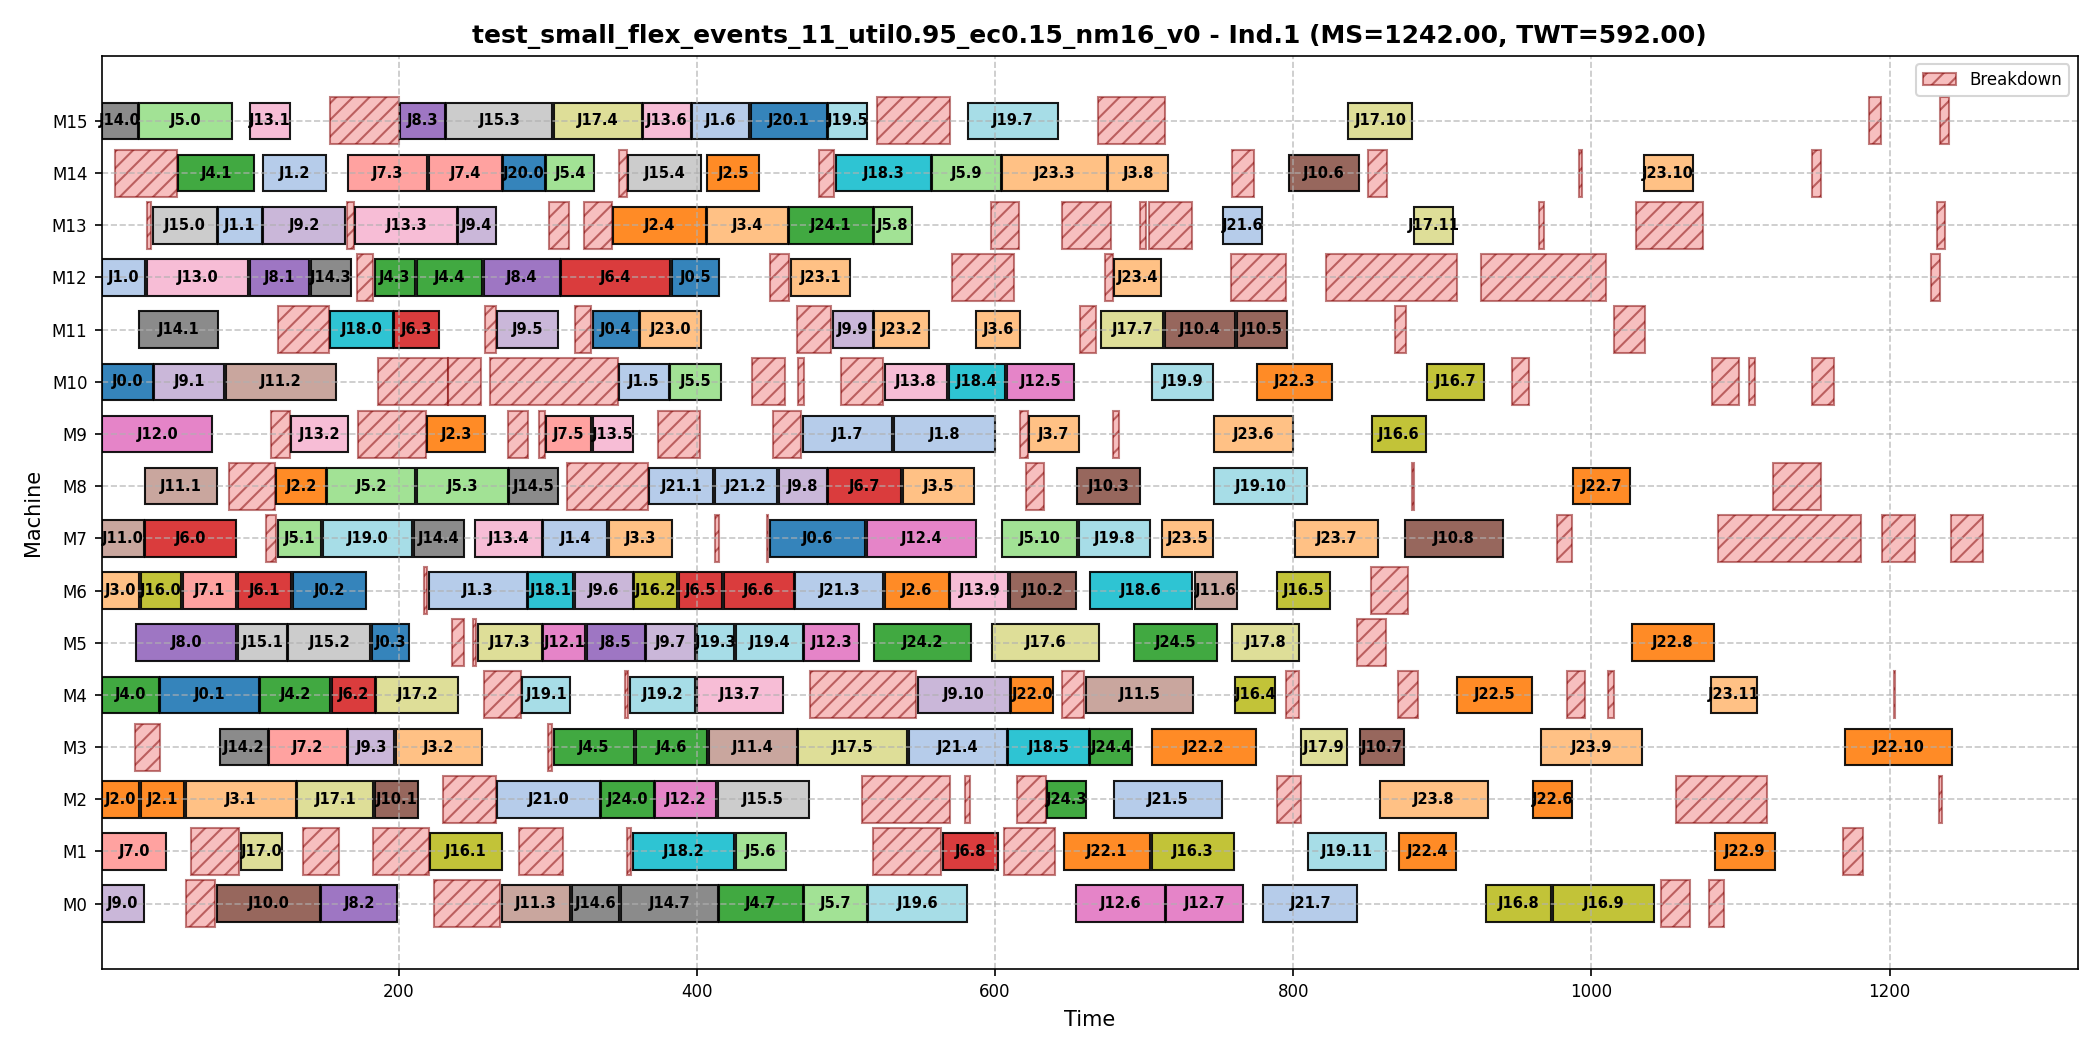 test_small_flex_events_11_util0.95_ec0.15_nm16_v0 - Ind.1 (MS=1242.00, TWT=592.00)
Breakdown
M15 J14.0 J5.0 J13.1 J8.3 J15.3 J17.4 J13.6 J1.6 J20.1 J19.5 J19.7 J17.10
M14 J4.1 J1.2 J7.3 J7.4 J20.0 J5.4 J15.4 J2.5 J18.3 J5.9 J23.3 J3.8 J10.6 J23.10
M13 J15.0 J1.1 J9.2 J13.3 J9.4 J2.4 J3.4 J24.1 J5.8 J21.6 J17.11
M12 J1.0 J13.0 J8.1 J14.3 J4.3 J4.4 J8.4 J6.4 J0.5 J23.1 J23.4
M11 J14.1 J18.0 J6.3 J9.5 J0.4 J23.0 J9.9 J23.2 J3.6 J17.7 J10.4 J10.5
M10 J0.0 J9.1 J11.2 J1.5 J5.5 J13.8 J18.4 J12.5 J19.9 J22.3 J16.7
M9 J12.0 J13.2 J2.3 J7.5 J13.5 J1.7 J1.8 J3.7 J23.6 J16.6
M8 J11.1 J2.2 J5.2 J5.3 J14.5 J21.1 J21.2 J9.8 J6.7 J3.5 J10.3 J19.10 J22.7
M7 J11.0 J6.0 J5.1 J19.0 J14.4 J13.4 J1.4 J3.3 J0.6 J12.4 J5.10 J19.8 J23.5 J23.7 J10.8
M6 J3.0 J16.0 J7.1 J6.1 J0.2 J1.3 J18.1 J9.6 J16.2 J6.5 J6.6 J21.3 J2.6 J13.9 J10.2 J18.6 J11.6 J16.5
M5 J8.0 J15.1 J15.2 J0.3 J17.3 J12.1 J8.5 J9.7 J19.3 J19.4 J12.3 J24.2 J17.6 J24.5 J17.8 J22.8
M4 J4.0 J0.1 J4.2 J6.2 J17.2 J19.1 J19.2 J13.7 J9.10 J22.0 J11.5 J16.4 J22.5 J23.11
M3 J14.2 J7.2 J9.3 J3.2 J4.5 J4.6 J11.4 J17.5 J21.4 J18.5 J24.4 J22.2 J17.9 J10.7 J23.9 J22.10
M2 J2.0 J2.1 J3.1 J17.1 J10.1 J21.0 J24.0 J12.2 J15.5 J24.3 J21.5 J23.8 J22.6
M1 J7.0 J17.0 J16.1 J18.2 J5.6 J6.8 J22.1 J16.3 J19.11 J22.4 J22.9
M0 J9.0 J10.0 J8.2 J11.3 J14.6 J14.7 J4.7 J5.7 J19.6 J12.6 J12.7 J21.7 J16.8 J16.9
Machine
200 400 600 800 1000 1200
Time